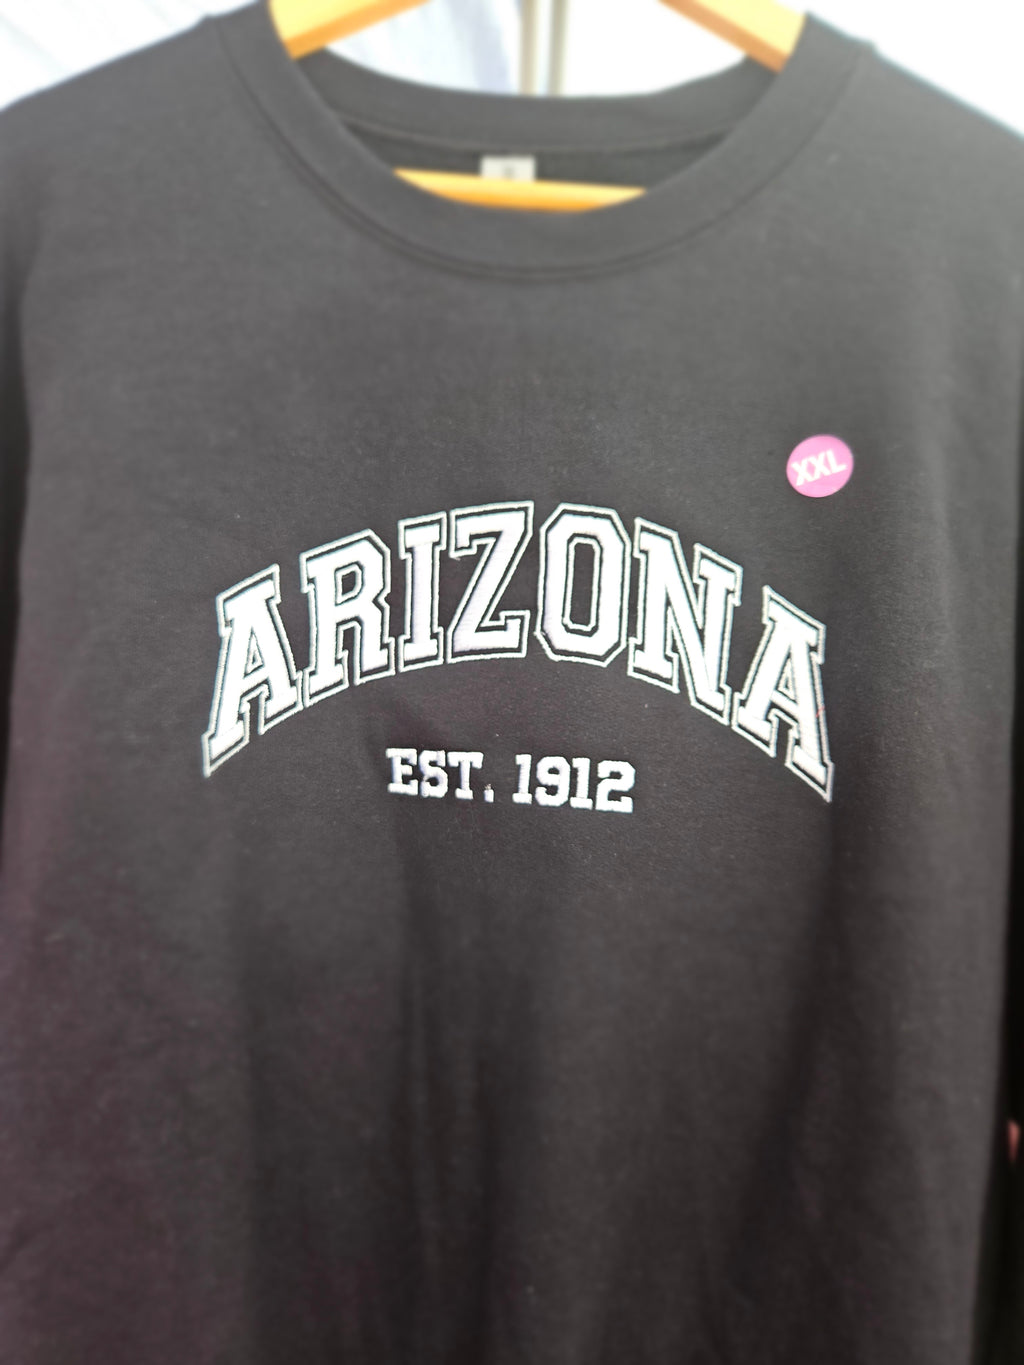 XXL
ARIZONA
EST. 1912